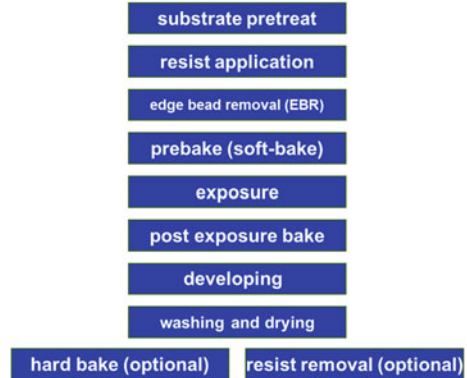 substrate pretreat
resist application
edge bead removal (EBR)
prebake (soft-bake)
exposure
post exposure bake
developing
washing and drying
hard bake (optional)
resist removal (optional)